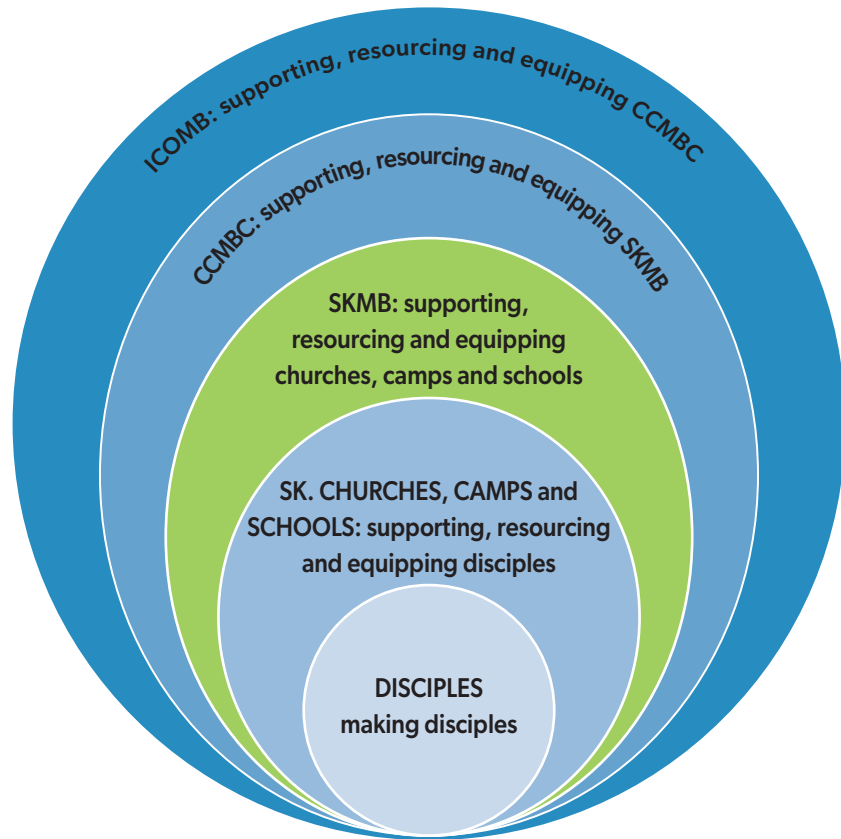 ICOMB: supporting, resourcing and equipping CCMBC
CCMBC: supporting, resourcing and equipping SKMB
SKMB: supporting,
resourcing and equipping
churches, camps and schools
SK. CHURCHES, CAMPS and
SCHOOLS: supporting, resourcing
and equipping disciples
DISCIPLES
making disciples